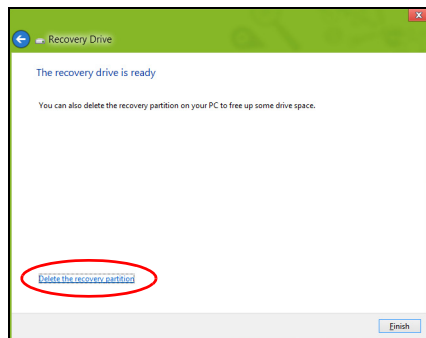 Recovery Drive
The recovery drive is ready
You can also delete the recovery partition on your PC to free up some drive space.
Delete the recovery partition
Finish